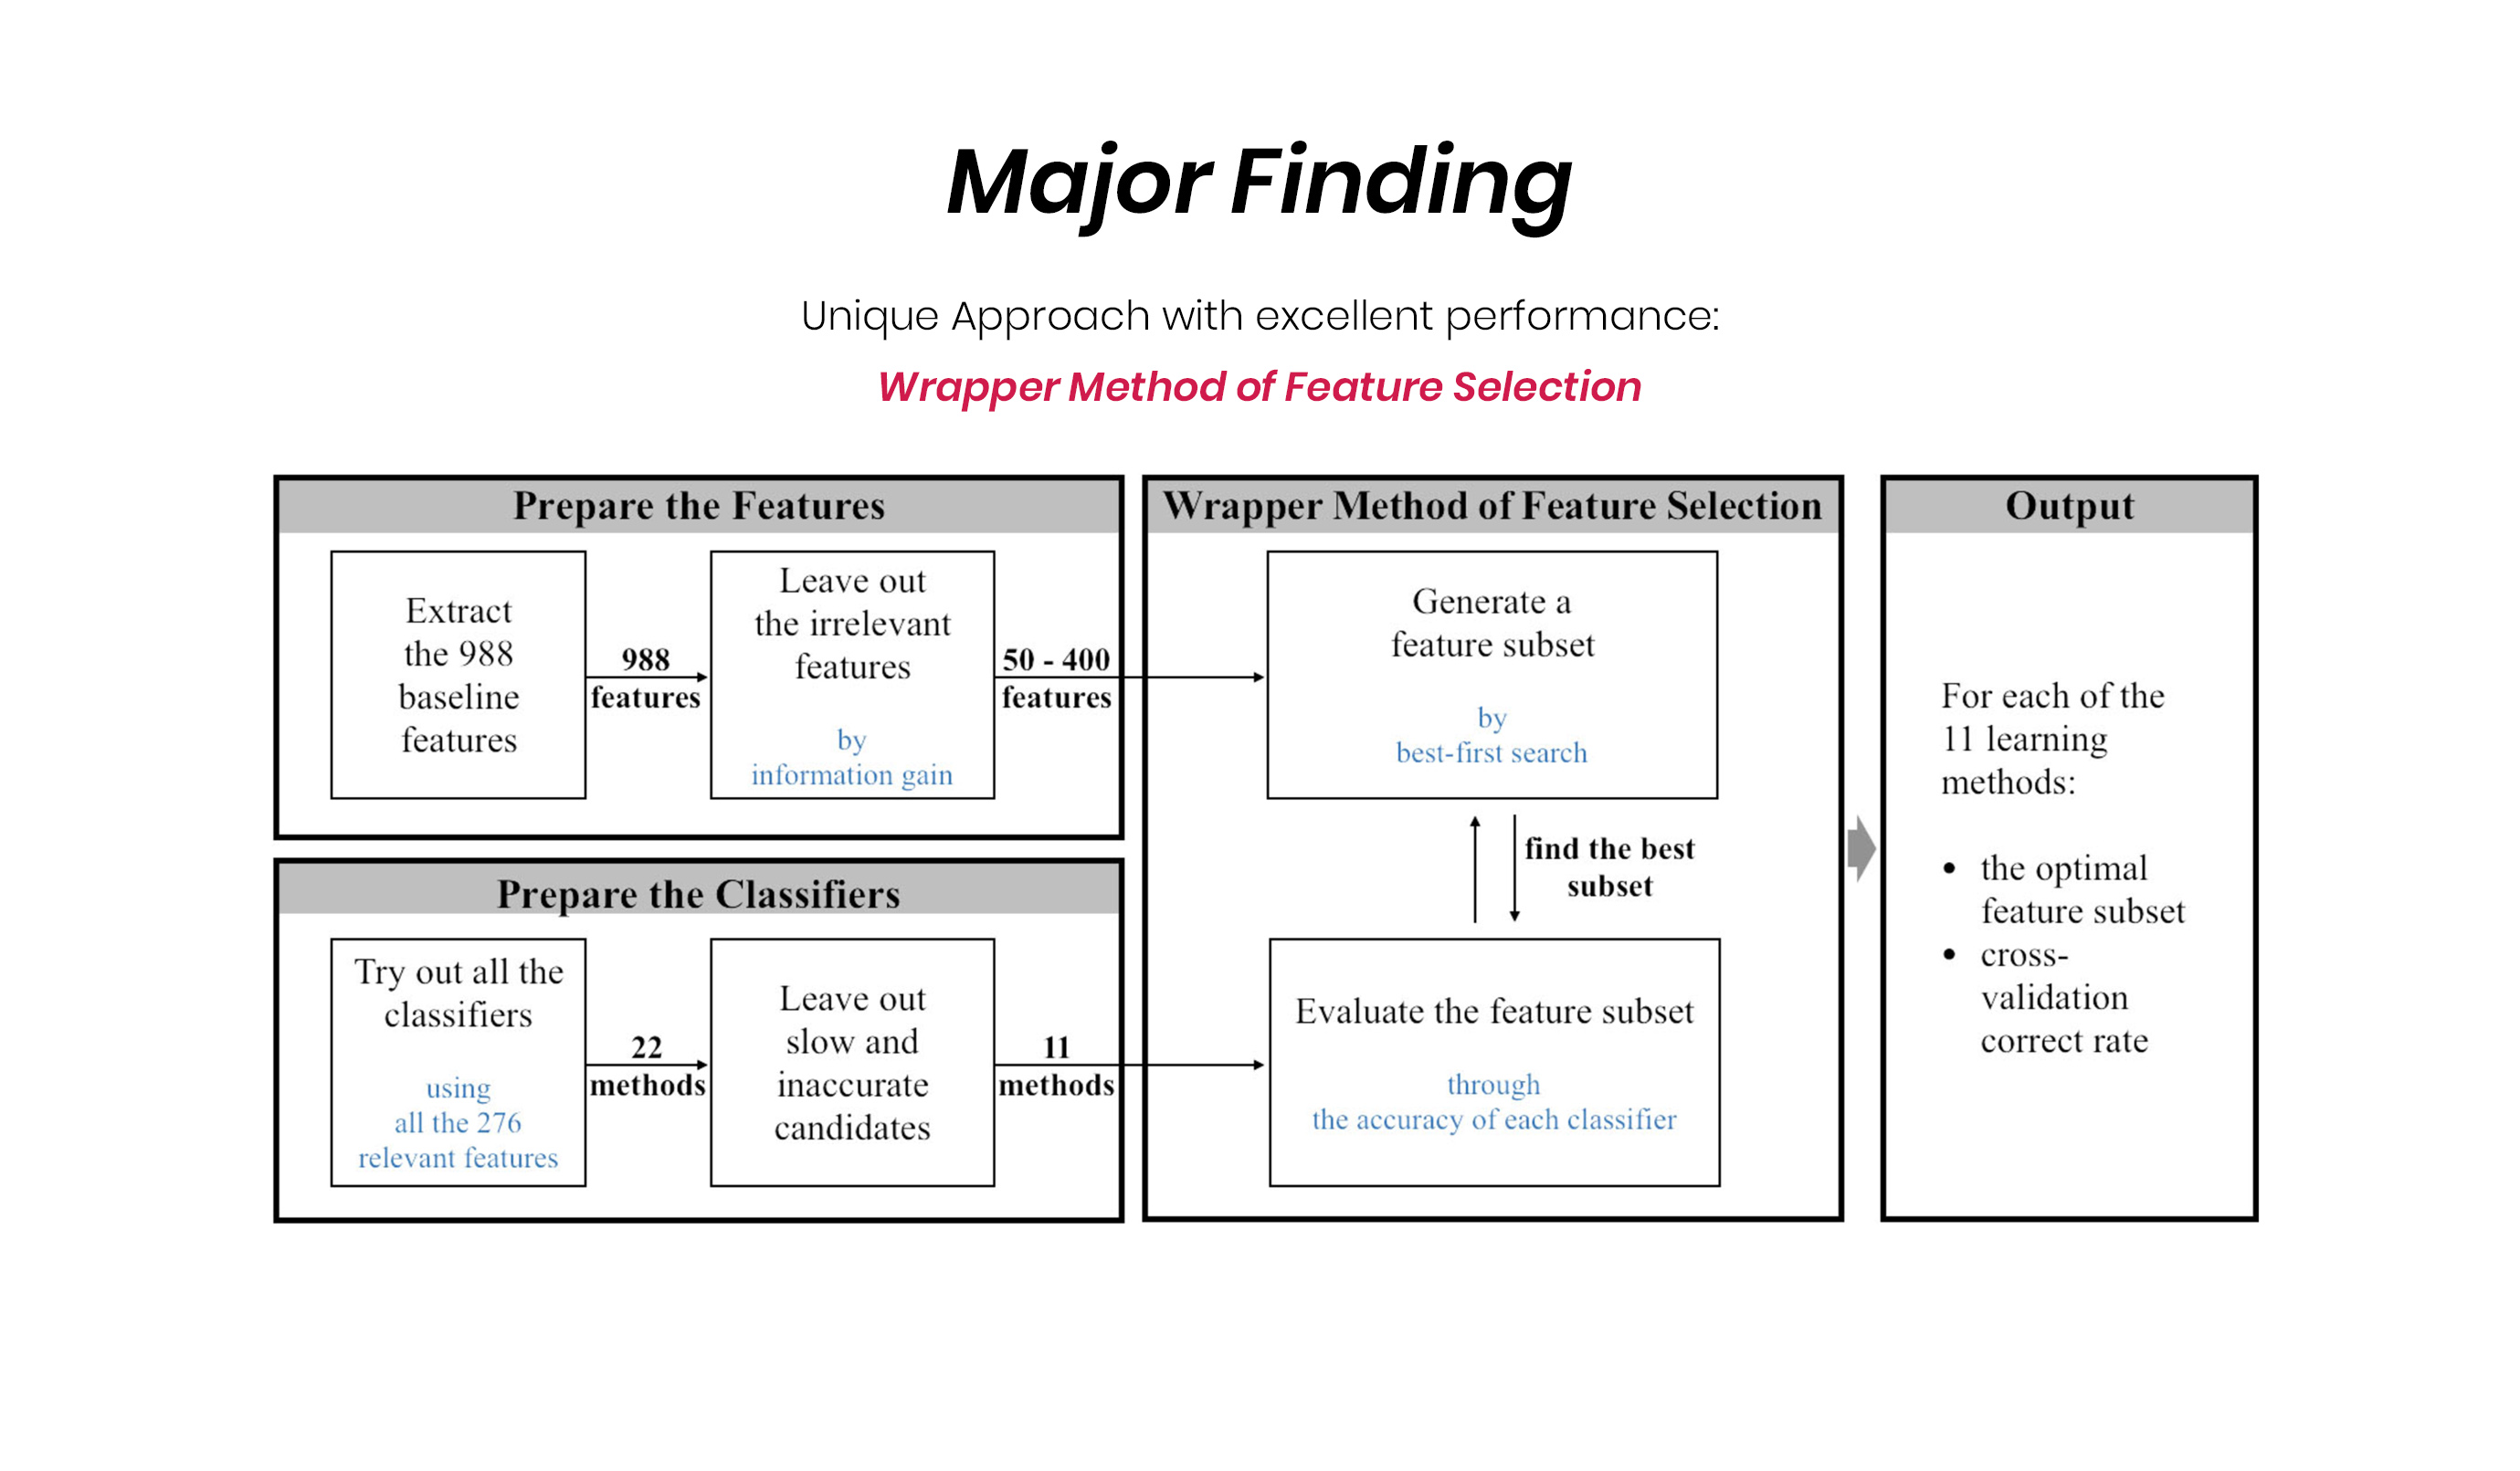 Major Finding
Unique Approach with excellent performance:
Wrapper Method of Feature Selection
Prepare the Features
Extract
the 988
baseline
features
988
features
Leave out
the irrelevant
features
by
information gain
50 - 400
features
Prepare the Classifiers
Try out all the
classifiers
using
all the 276
relevant features
22
methods
Leave out
slow and
inaccurate
candidates
11
methods
Wrapper Method of Feature Selection
Generate a
feature subset
by
best-first search
find the best
subset
Evaluate the feature subset
through
the accuracy of each classifier
Output
For each of the
11 learning
methods:
• the optimal
feature subset
• cross-
validation
correct rate